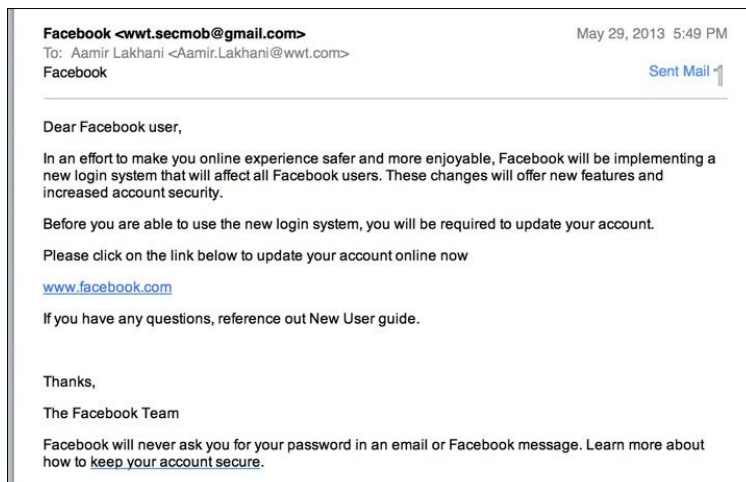 Facebook <wwt.secmob@gmail.com>
May 29, 2013 5:49 PM
To: Aamir Lakhani <Aamir.Lakhani@wwt.com>
Facebook
Sent Mail 1
Dear Facebook user,
In an effort to make you online experience safer and more enjoyable, Facebook will be implementing a
new login system that will affect all Facebook users. These changes will offer new features and
increased account security.
Before you are able to use the new login system, you will be required to update your account.
Please click on the link below to update your account online now
www.facebook.com
If you have any questions, reference out New User guide.
Thanks,
The Facebook Team
Facebook will never ask you for your password in an email or Facebook message. Learn more about
how to keep your account secure.